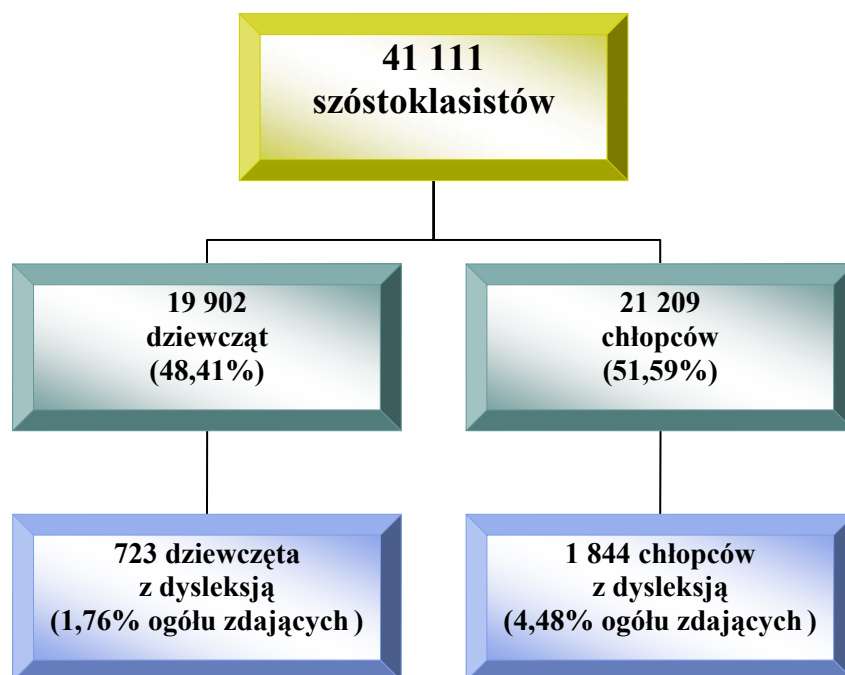 41 111
szóstoklasistów
19 902
dziewcząt
(48,41%)
21 209
chłopców
(51,59%)
723 dziewczęta
z dysleksją
(1,76% ogółu zdających )
1 844 chłopców
z dysleksją
(4,48% ogółu zdających )